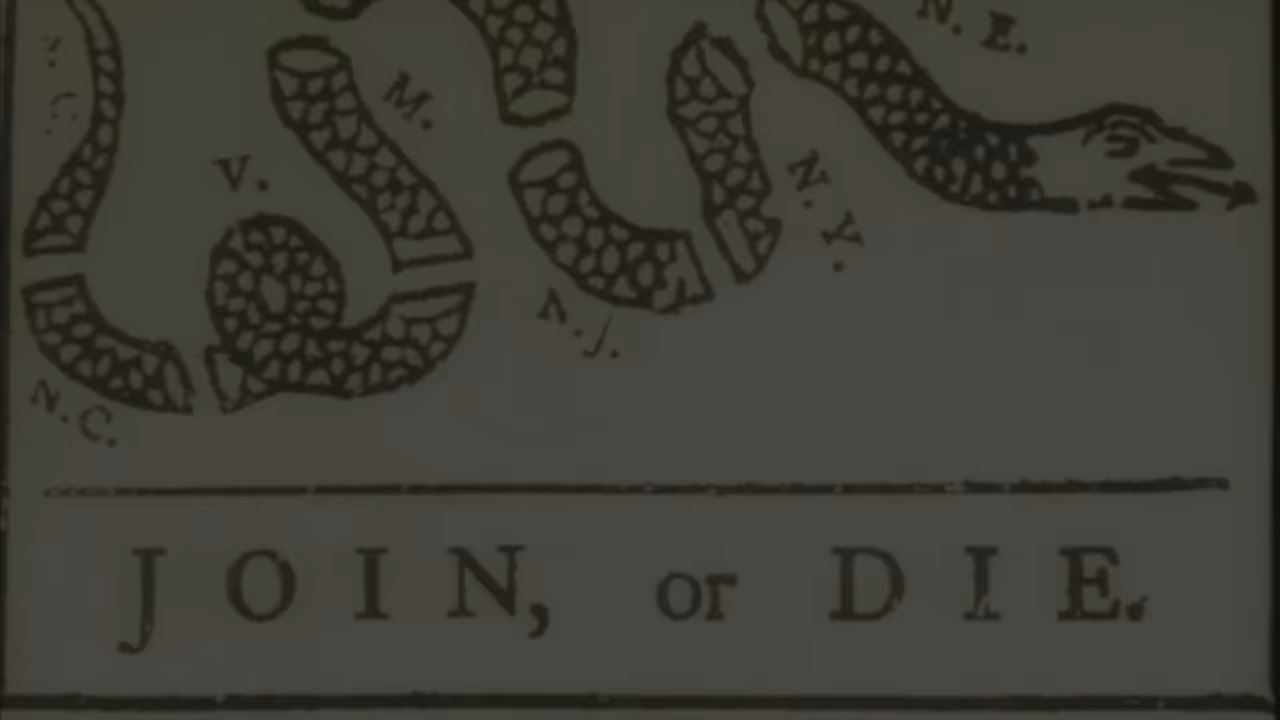 N. E.
S. C.
M.
V.
N. Y.
N. J.
N. C.
JOIN, or DIE.